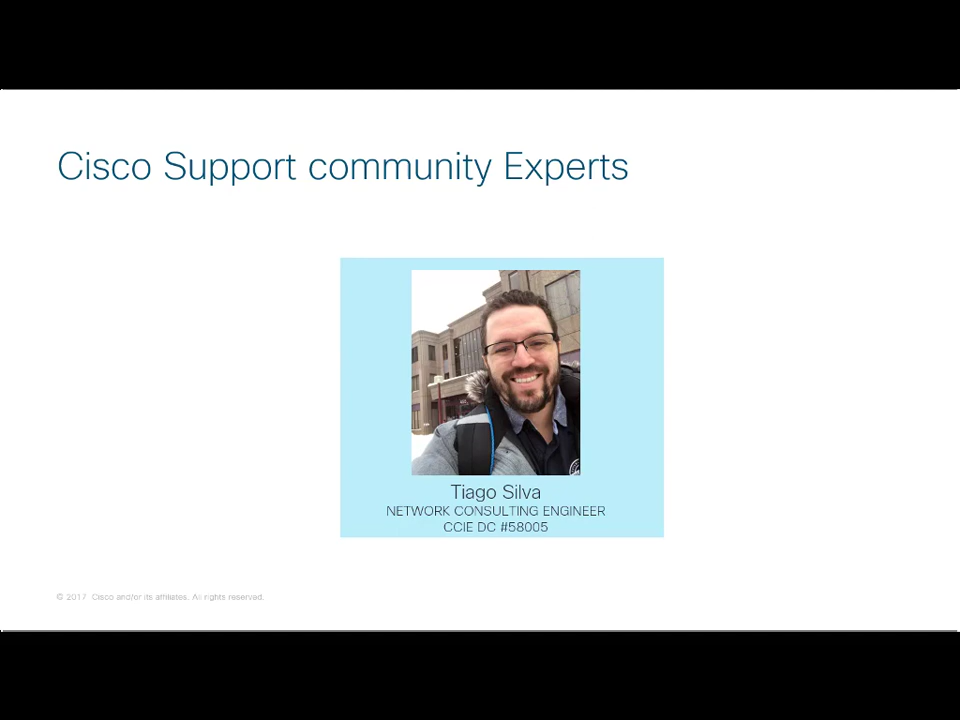 Cisco Support community Experts
Tiago Silva
NETWORK CONSULTING ENGINEER
CCIE DC #58005
© 2017 Cisco and/or its affiliates. All rights reserved.